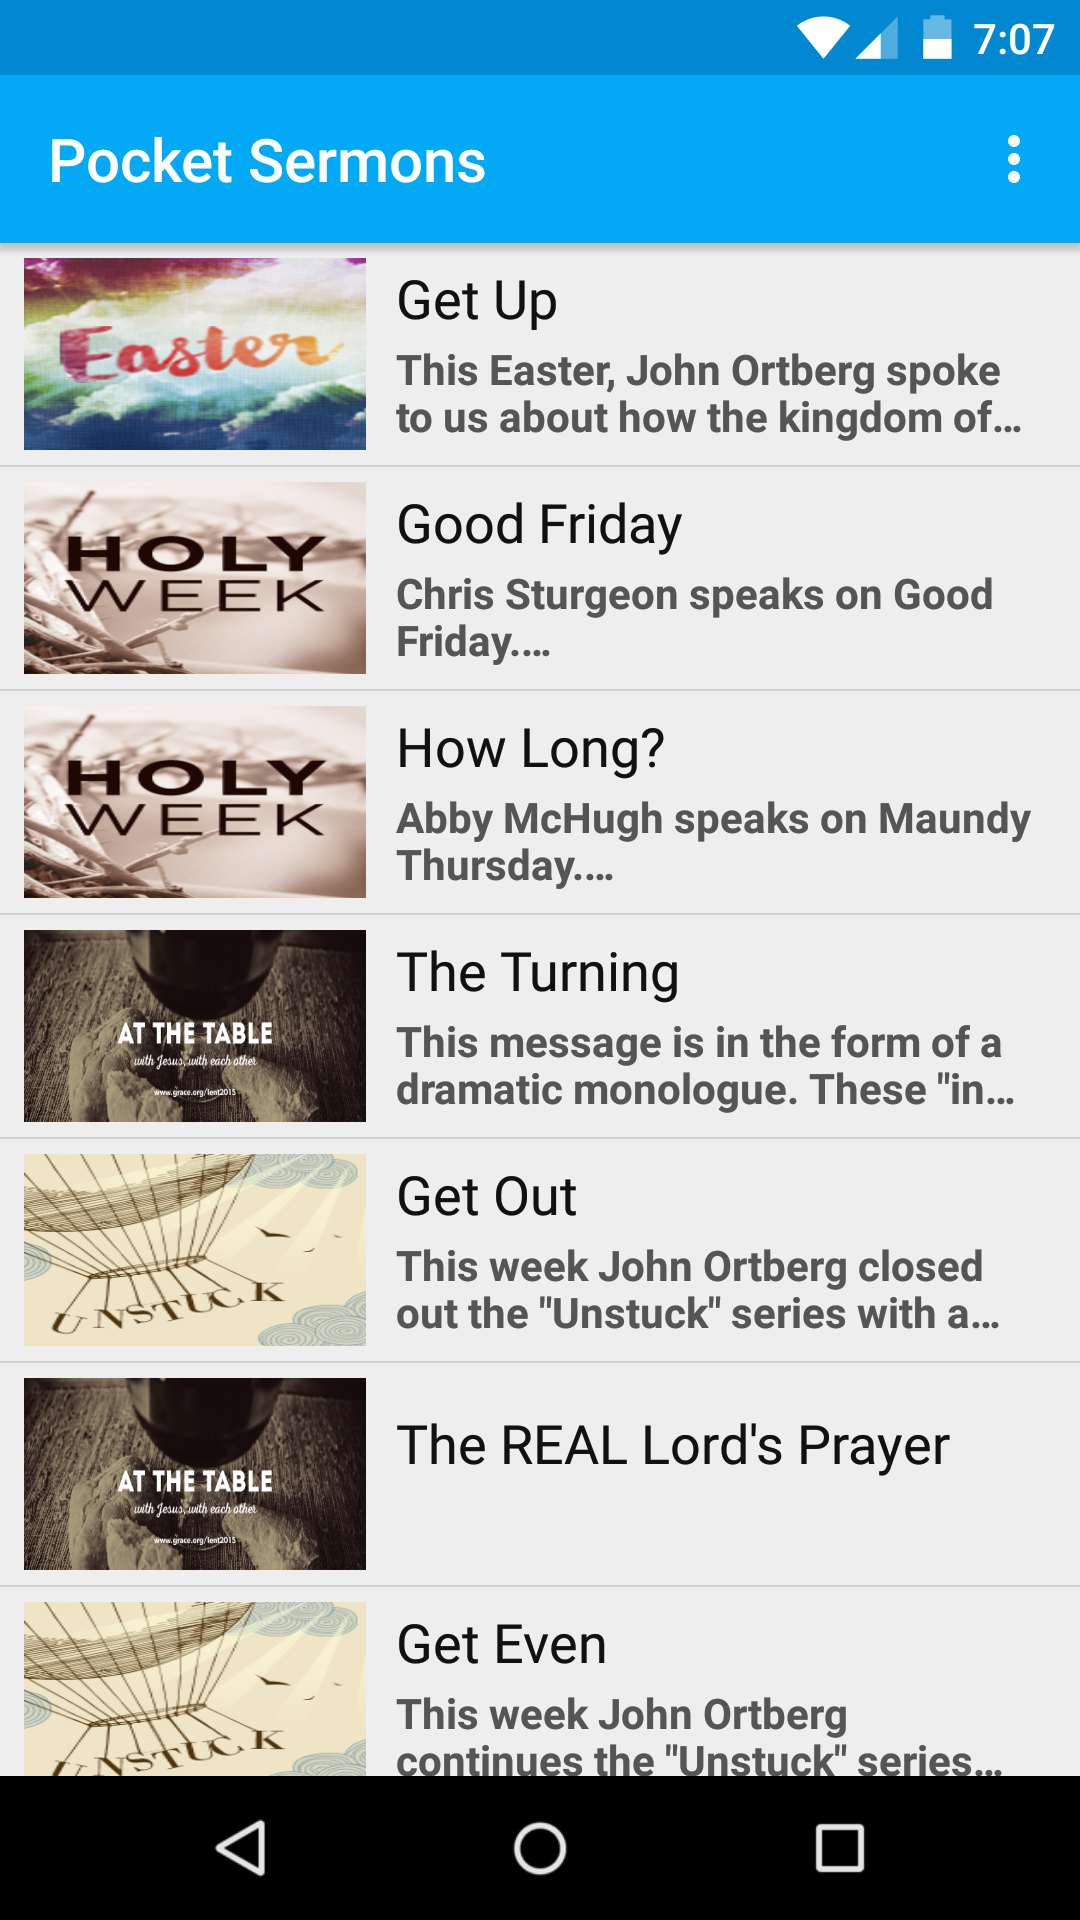 7:07
Pocket Sermons
Easter
Get Up
This Easter, John Ortberg spoke
to us about how the kingdom of...
HOLY
WEEK
Good Friday
Chris Sturgeon speaks on Good
Friday....
HOLY
WEEK
How Long?
Abby McHugh speaks on Maundy
Thursday....
AT THE TABLE
with Jesus, with each other
www.grace.org/lent2015
The Turning
This message is in the form of a
dramatic monologue. These "in...
UNSTUCK
Get Out
This week John Ortberg closed
out the "Unstuck" series with a...
AT THE TABLE
with Jesus, with each other
www.grace.org/lent2015
The REAL Lord's Prayer
UNSTUCK
Get Even
This week John Ortberg
continues the "Unstuck" series...